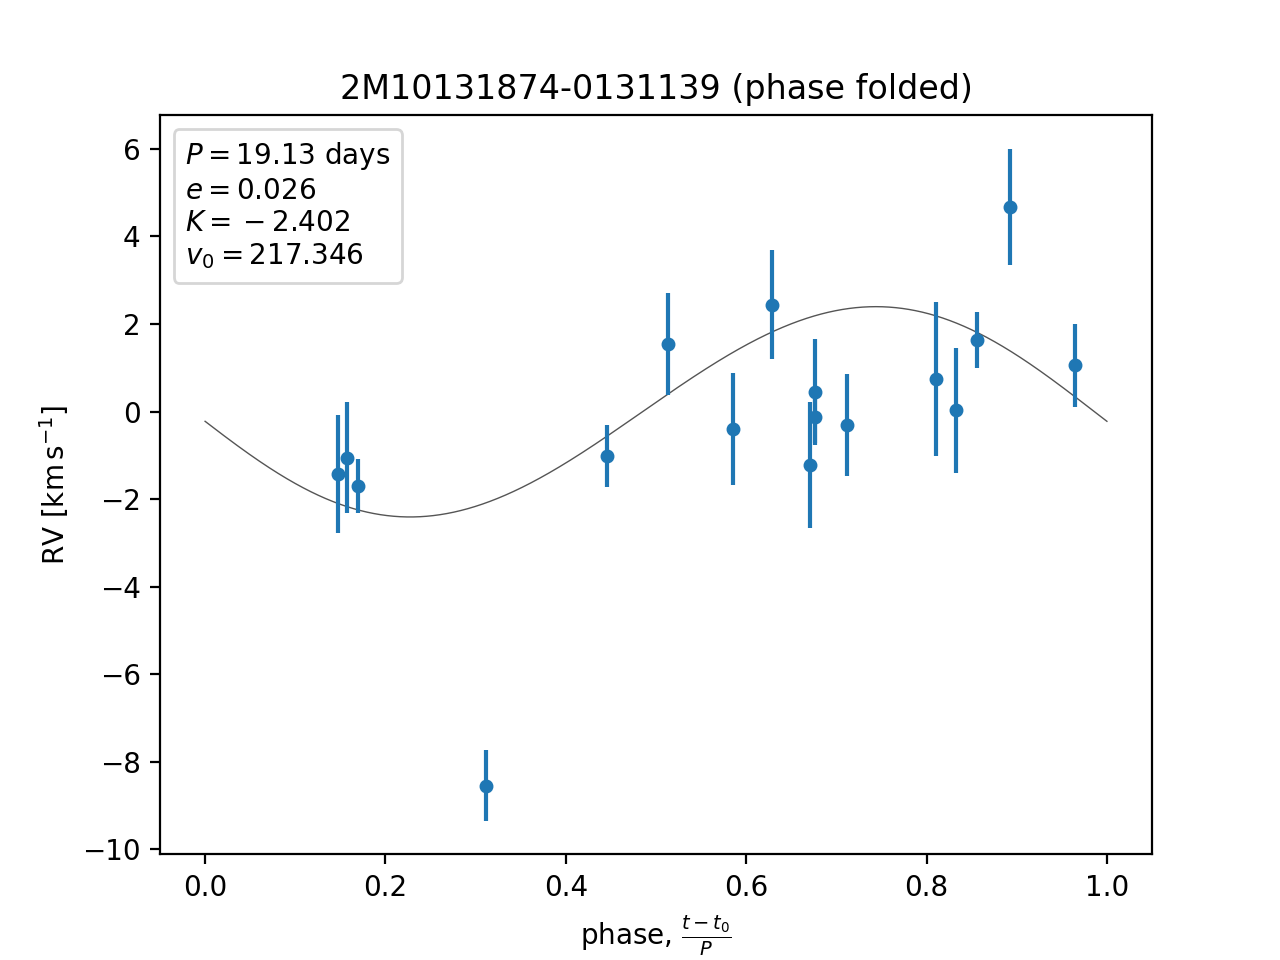 2M10131874-0131139 (phase folded)
P = 19.13 days
e = 0.026
K = −2.402
v₀ = 217.346
6
4
2
0
−2
−4
−6
−8
−10
RV [km s⁻¹]
0.0 0.2 0.4 0.6 0.8 1.0
phase, (t − t₀)/P